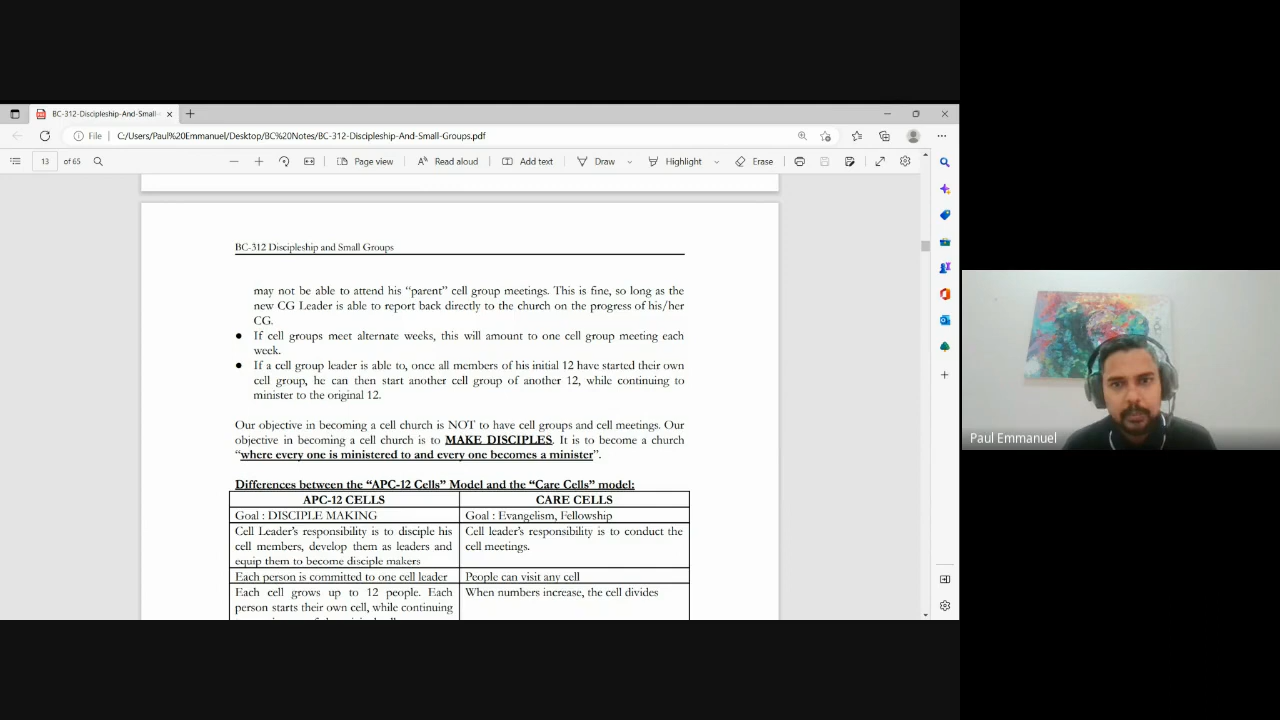 BC-312-Discipleship-And-Small-
File
C:/Users/Paul%20Emmanuel/Desktop/BC%20Notes/BC-312-Discipleship-And-Small-Groups.pdf
13 of 65
Page view
Read aloud
Add text
Draw
Highlight
Erase
BC-312 Discipleship and Small Groups
may not be able to attend his “parent” cell group meetings. This is fine, so long as the
new CG Leader is able to report back directly to the church on the progress of his/her
CG.
● If cell groups meet alternate weeks, this will amount to one cell group meeting each
week.
● If a cell group leader is able to, once all members of his initial 12 have started their own
cell group, he can then start another cell group of another 12, while continuing to
minister to the original 12.
Our objective in becoming a cell church is NOT to have cell groups and cell meetings. Our
objective in becoming a cell church is to MAKE DISCIPLES. It is to become a church
“where every one is ministered to and every one becomes a minister”.
Differences between the “APC-12 Cells” Model and the “Care Cells” model:
APC-12 CELLS
CARE CELLS
Goal : DISCIPLE MAKING
Goal : Evangelism, Fellowship
Cell Leader’s responsibility is to disciple his
cell members, develop them as leaders and
equip them to become disciple makers
Cell leader’s responsibility is to conduct the
cell meetings.
Each person is committed to one cell leader
People can visit any cell
Each cell grows up to 12 people. Each
person starts their own cell, while continuing
When numbers increase, the cell divides
Paul Emmanuel